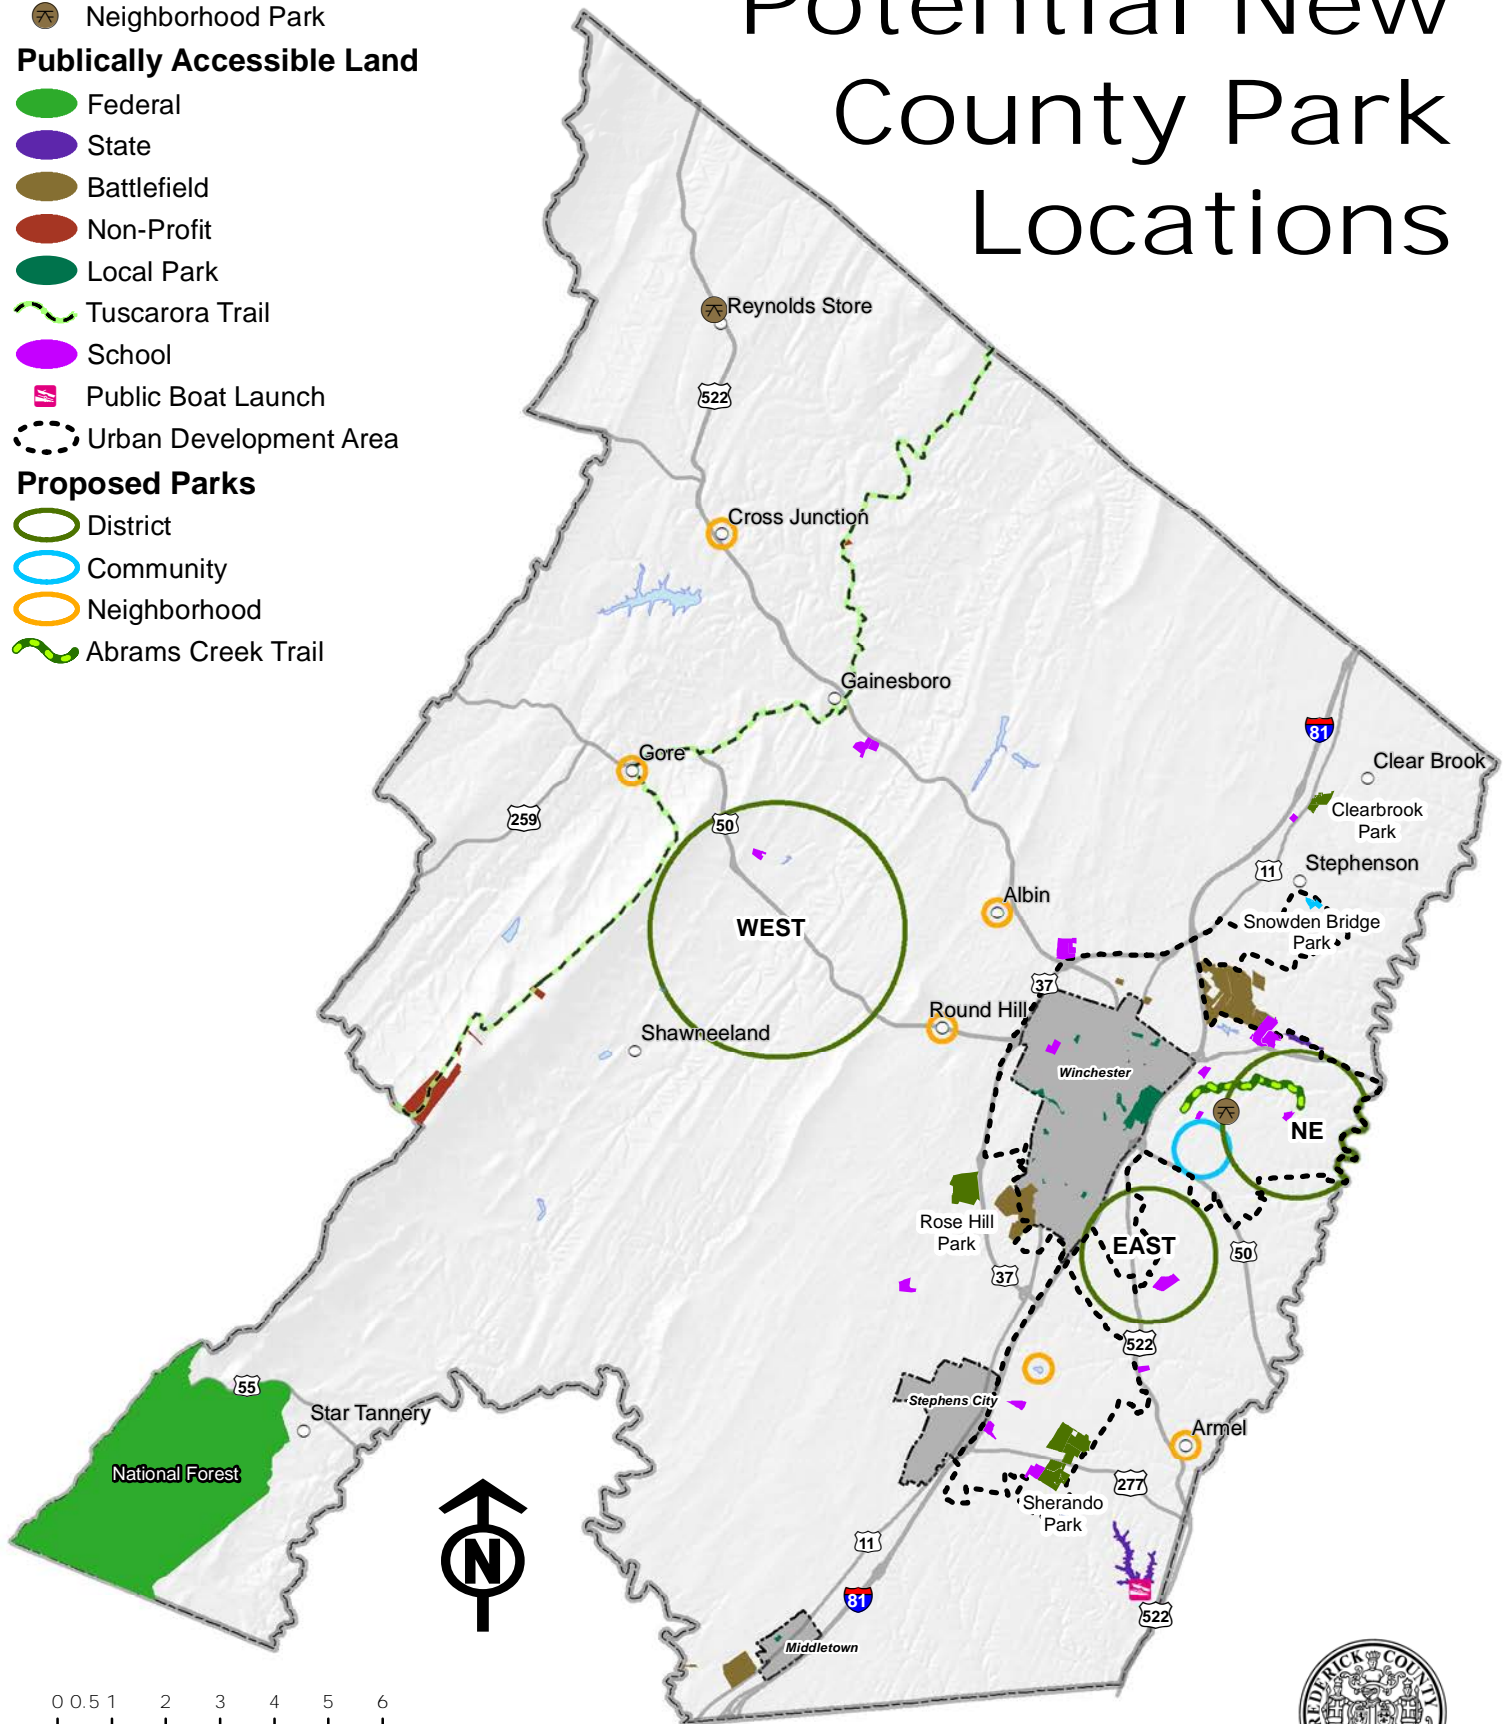 Potential New
County Park
Locations
Neighborhood Park
Publically Accessible Land
Federal
State
Battlefield
Non-Profit
Local Park
Tuscarora Trail
School
Public Boat Launch
Urban Development Area
Proposed Parks
District
Community
Neighborhood
Abrams Creek Trail
Reynolds Store
522
Cross Junction
Gainesboro
Gore
259
50
81
Clear Brook
Clearbrook
Park
11
Stephenson
Albin
WEST
Snowden Bridge
Park
37
Round Hill
Shawneeland
Winchester
NE
Rose Hill
Park
EAST
50
37
522
55
Stephens City
Star Tannery
Armel
National Forest
277
N
Sherando
Park
11
81
522
Middletown
0 0.5 1 2 3 4 5 6
FREDERICK COUNTY